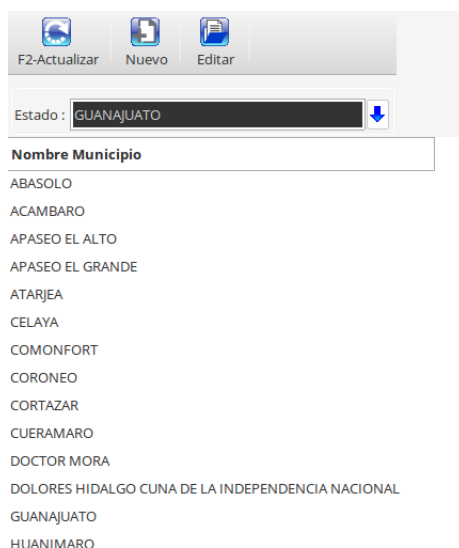 F2-Actualizar Nuevo Editar
Estado : GUANAJUATO
Nombre Municipio
ABASOLO
ACAMBARO
APASEO EL ALTO
APASEO EL GRANDE
ATARJEA
CELAYA
COMONFORT
CORONEO
CORTAZAR
CUERAMARO
DOCTOR MORA
DOLORES HIDALGO CUNA DE LA INDEPENDENCIA NACIONAL
GUANAJUATO
HUANIMARO